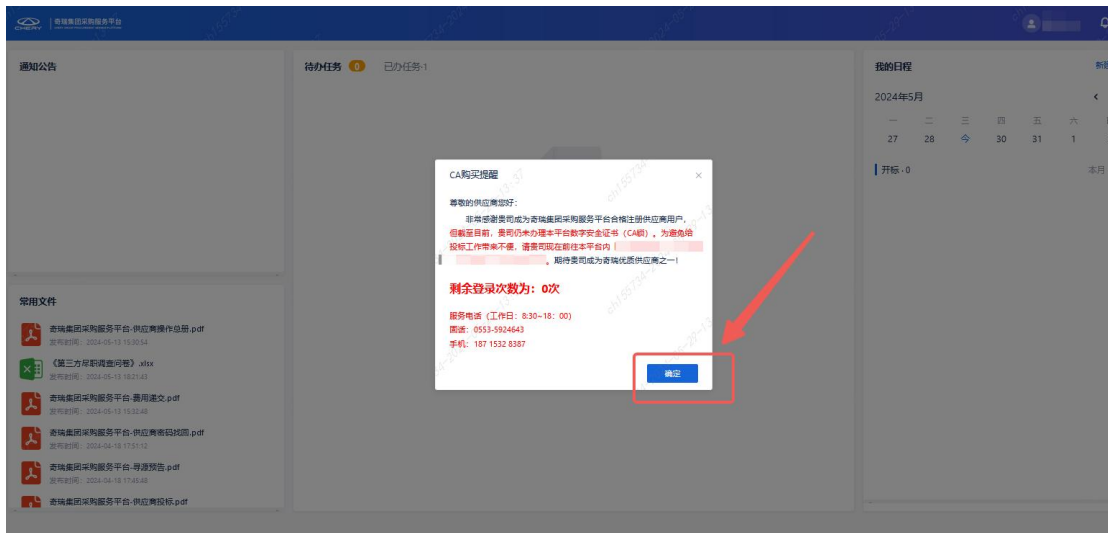 CHERY
奇瑞集团采购服务平台
通知公告
待办任务 0 已办任务·1
我的日程
2024年5月
一 二 三 四 五 六
27 28 今 30 31 1
开标 · 0 本月
CA购买提醒
尊敬的供应商您好：
非常感谢贵司成为奇瑞集团采购服务平台合格注册供应商用户，
但截至目前，贵司仍未办理本平台数字安全证书（CA锁）。为避免给
投标工作带来不便，请贵司现在前往本平台内
。期待贵司成为奇瑞优质供应商之一！
剩余登录次数为：0次
服务电话（工作日：8:30~18：00）
固话：0553-5924643
手机：187 1532 8387
确定
常用文件
奇瑞集团采购服务平台-供应商操作总册.pdf
发布时间：2024-05-13 15:30:54
《第三方尽职调查问卷》.xlsx
发布时间：2024-05-13 18:21:43
奇瑞集团采购服务平台-费用递交.pdf
发布时间：2024-05-13 15:32:48
奇瑞集团采购服务平台-供应商密码找回.pdf
发布时间：2024-04-18 17:51:12
奇瑞集团采购服务平台-寻源预告.pdf
发布时间：2024-04-18 17:48:48
奇瑞集团采购服务平台-供应商投标.pdf